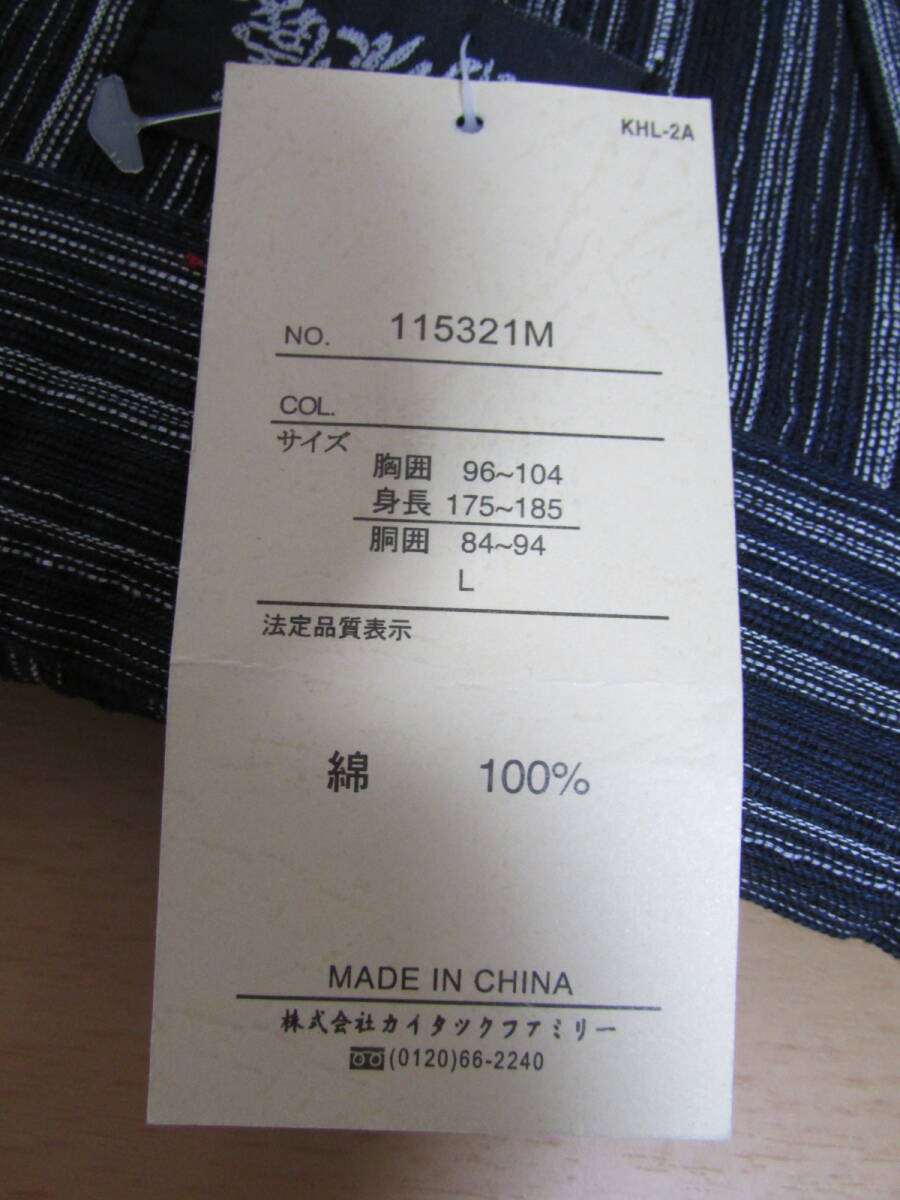 KHL-2A
NO. 115321M
COL.
サイズ
胸囲 96~104
身長 175~185
胴囲 84~94
L
法定品質表示
綿 100%
MADE IN CHINA
株式会社カイタックファミリー
(0120)66-2240